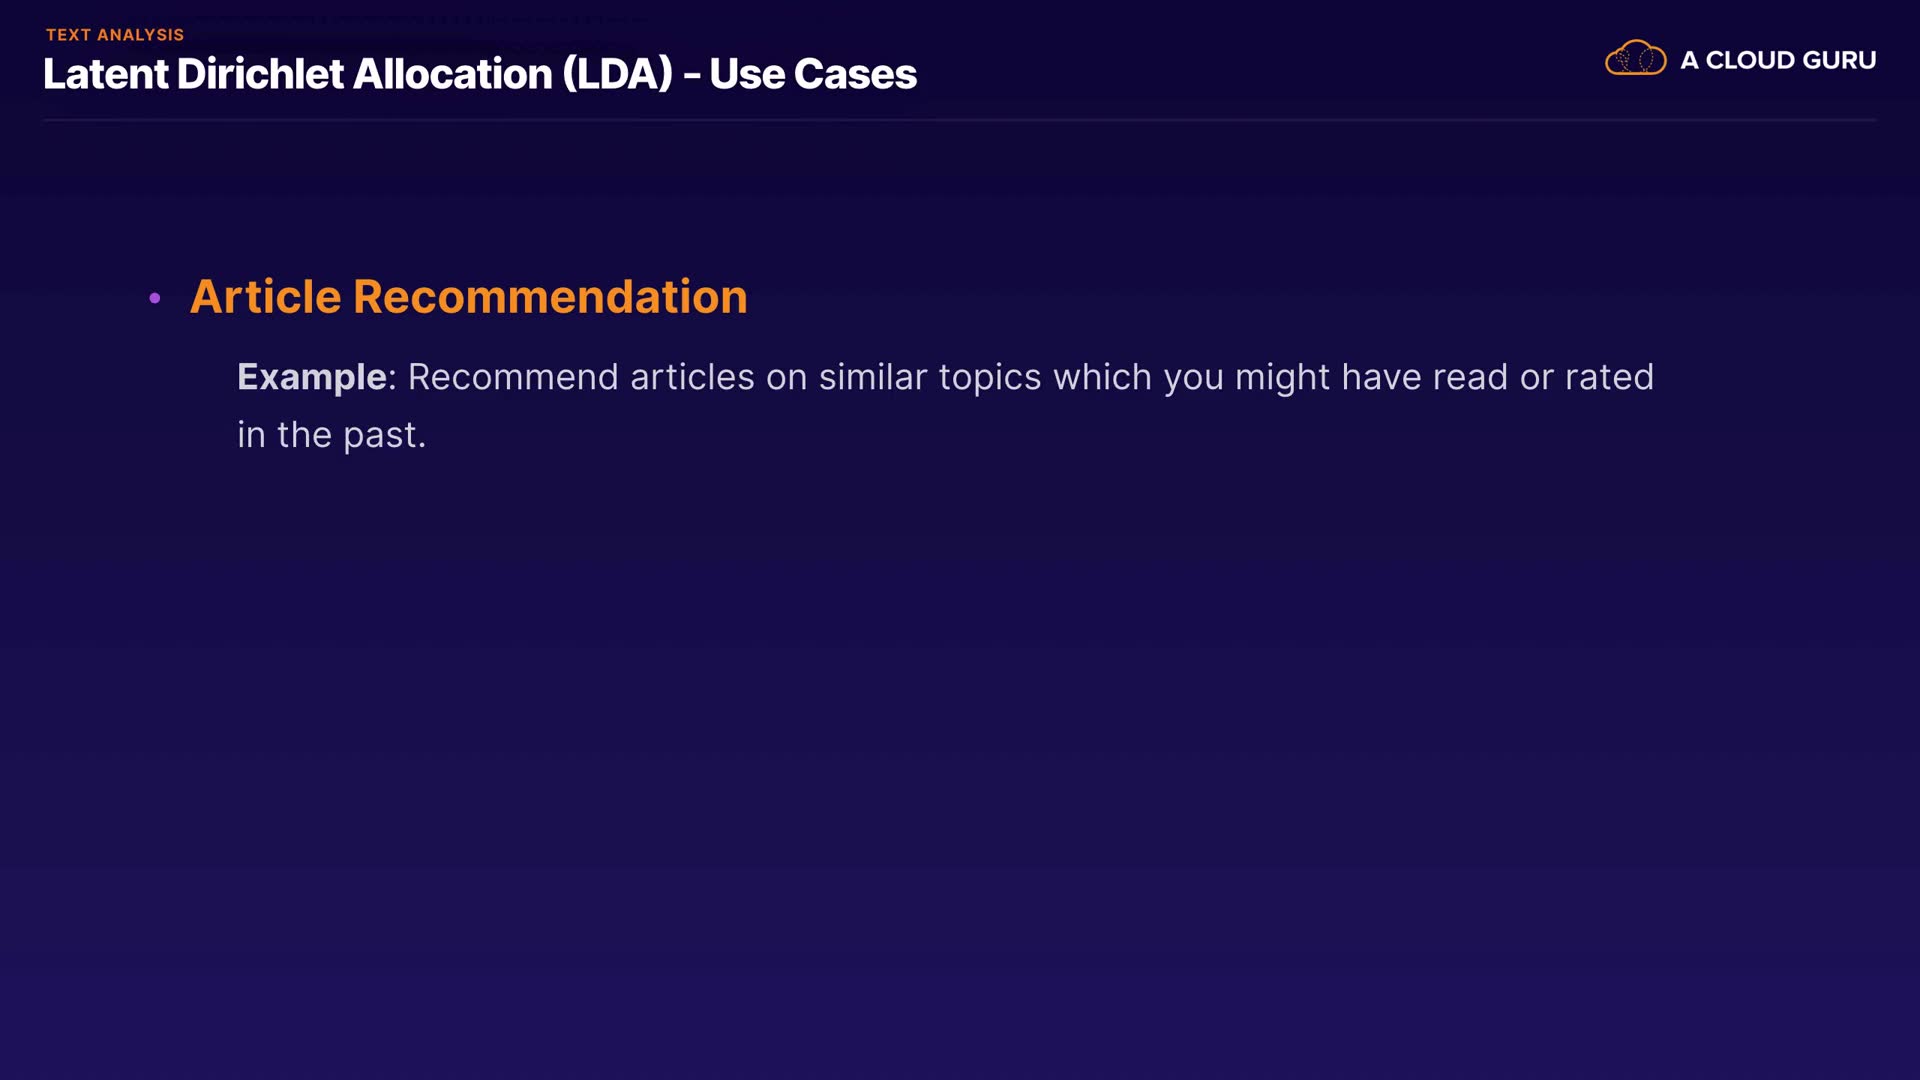 TEXT ANALYSIS
Latent Dirichlet Allocation (LDA) – Use Cases
A CLOUD GURU
• Article Recommendation
Example: Recommend articles on similar topics which you might have read or rated
in the past.